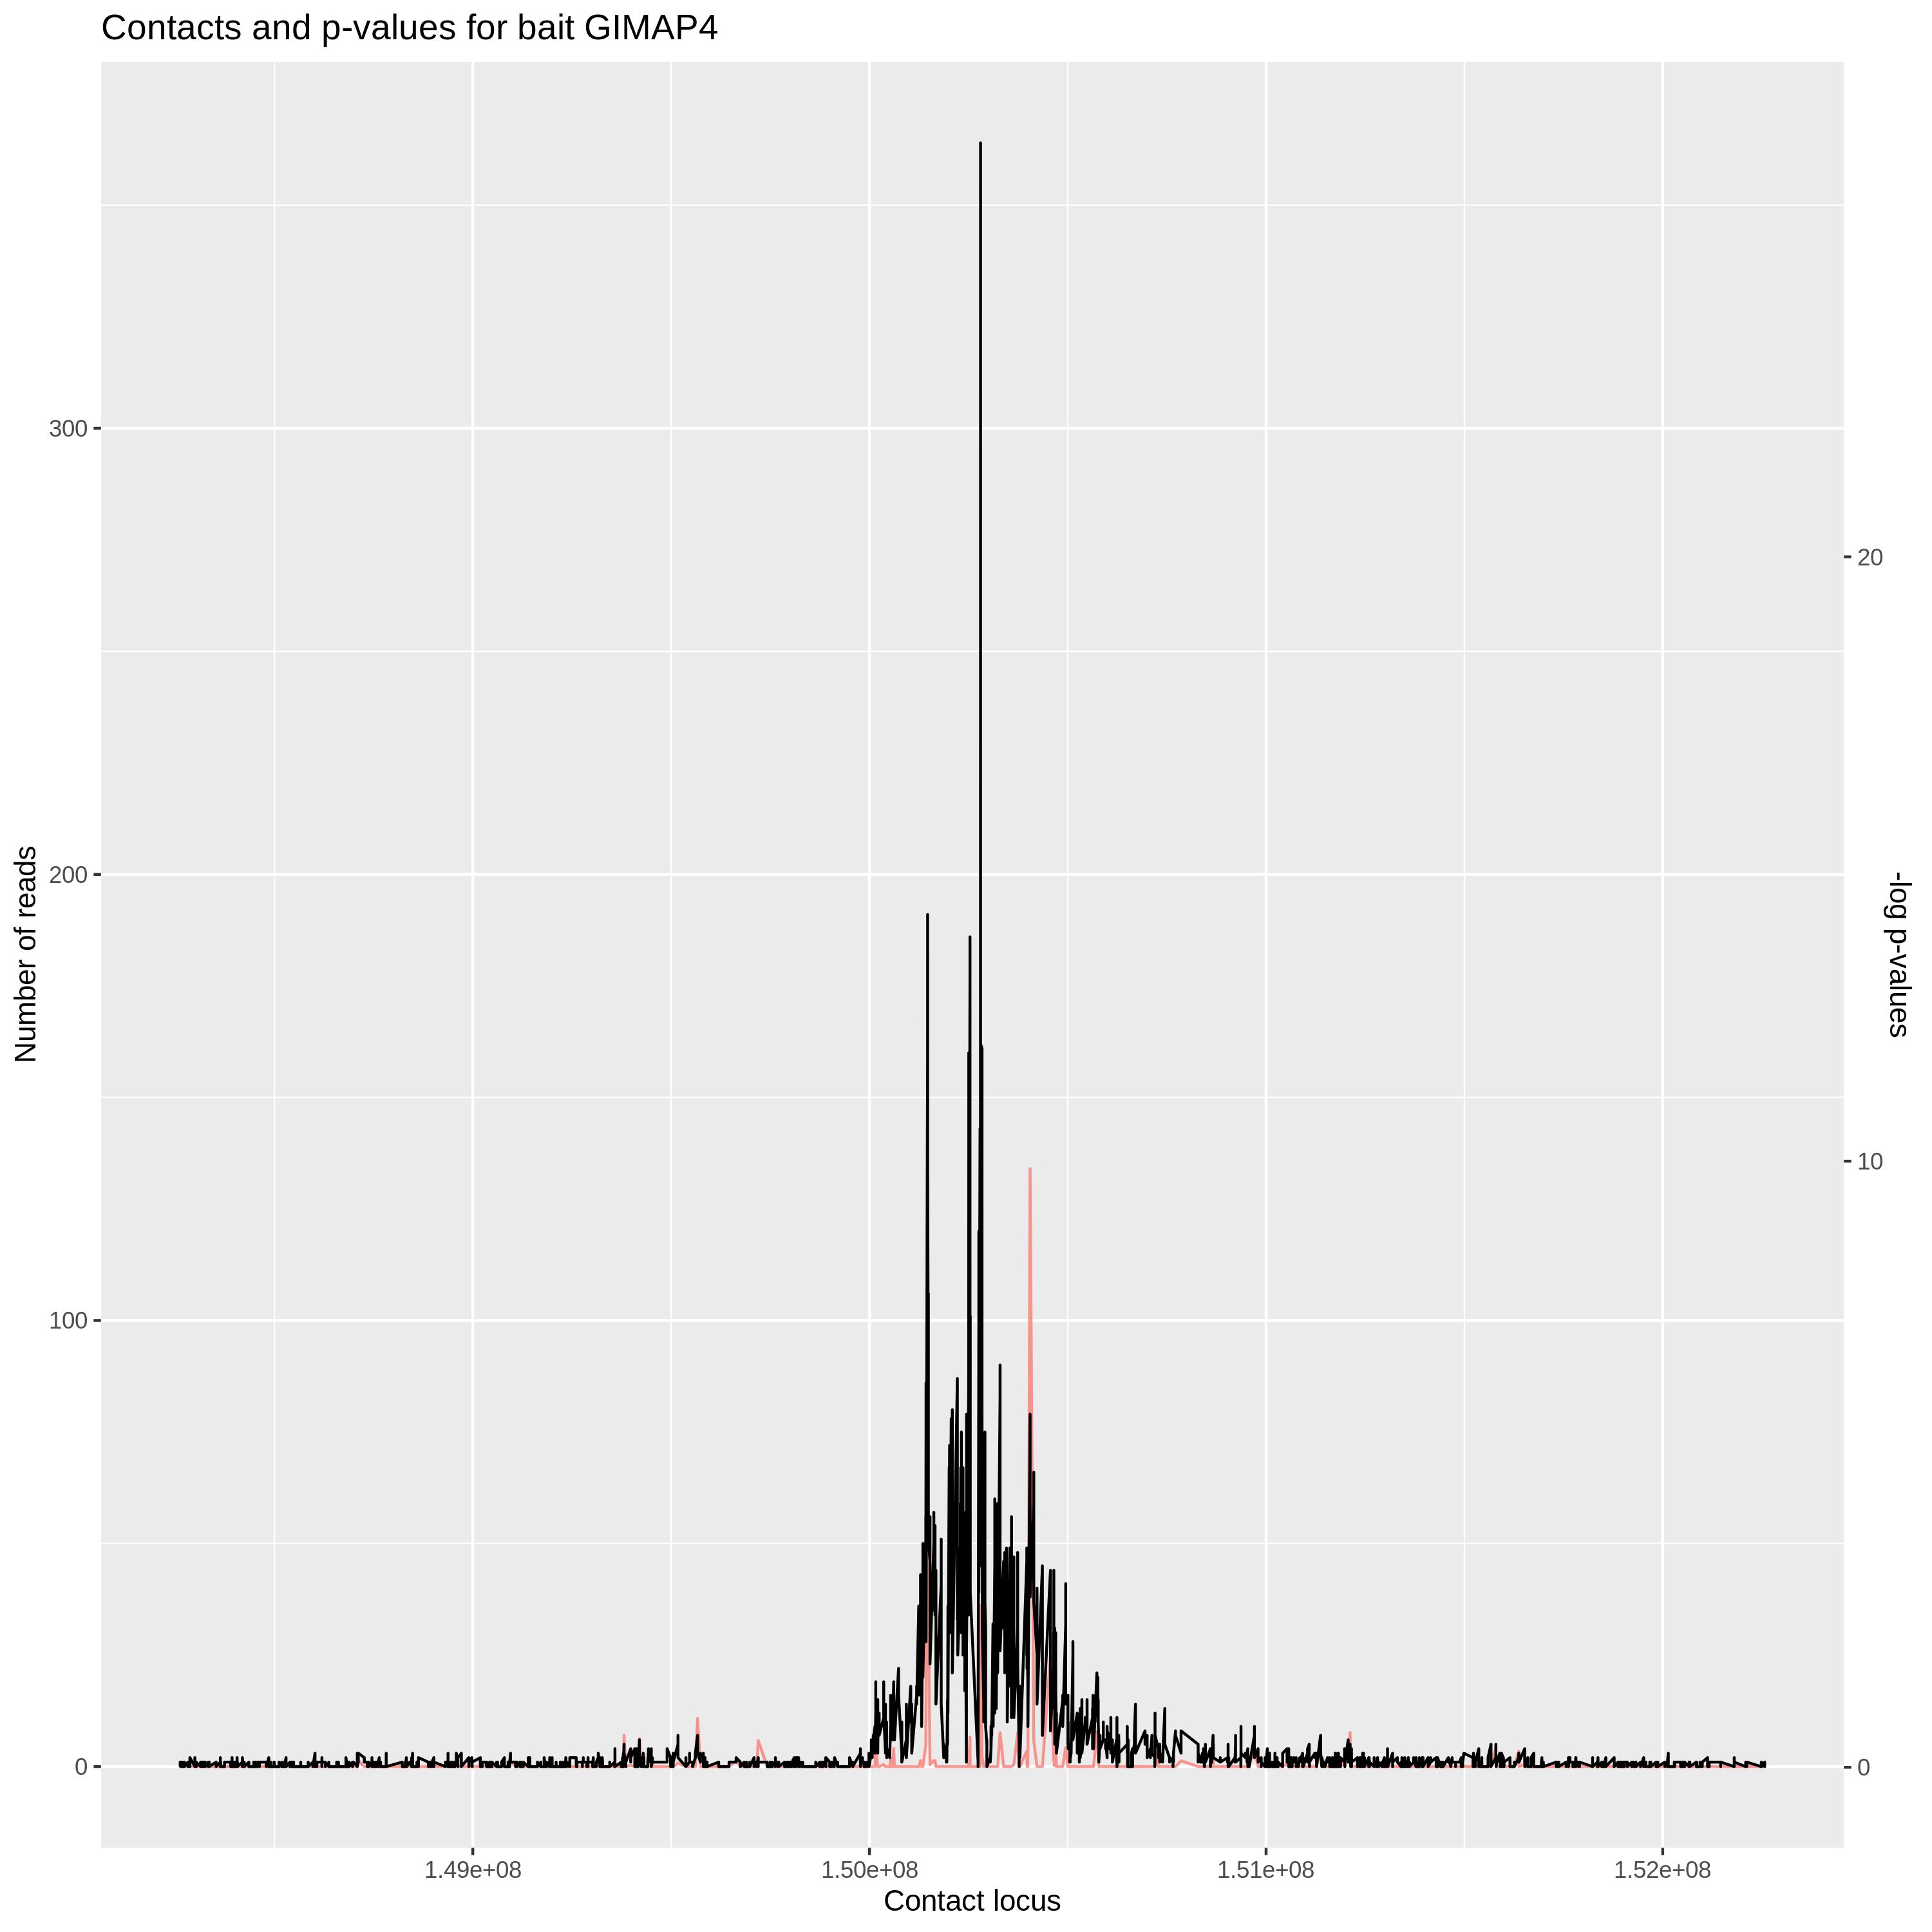 Contacts and p-values for bait GIMAP4
300
200
100
0
Number of reads
20
10
0
-log p-values
1.49e+08
1.50e+08
1.51e+08
1.52e+08
Contact locus